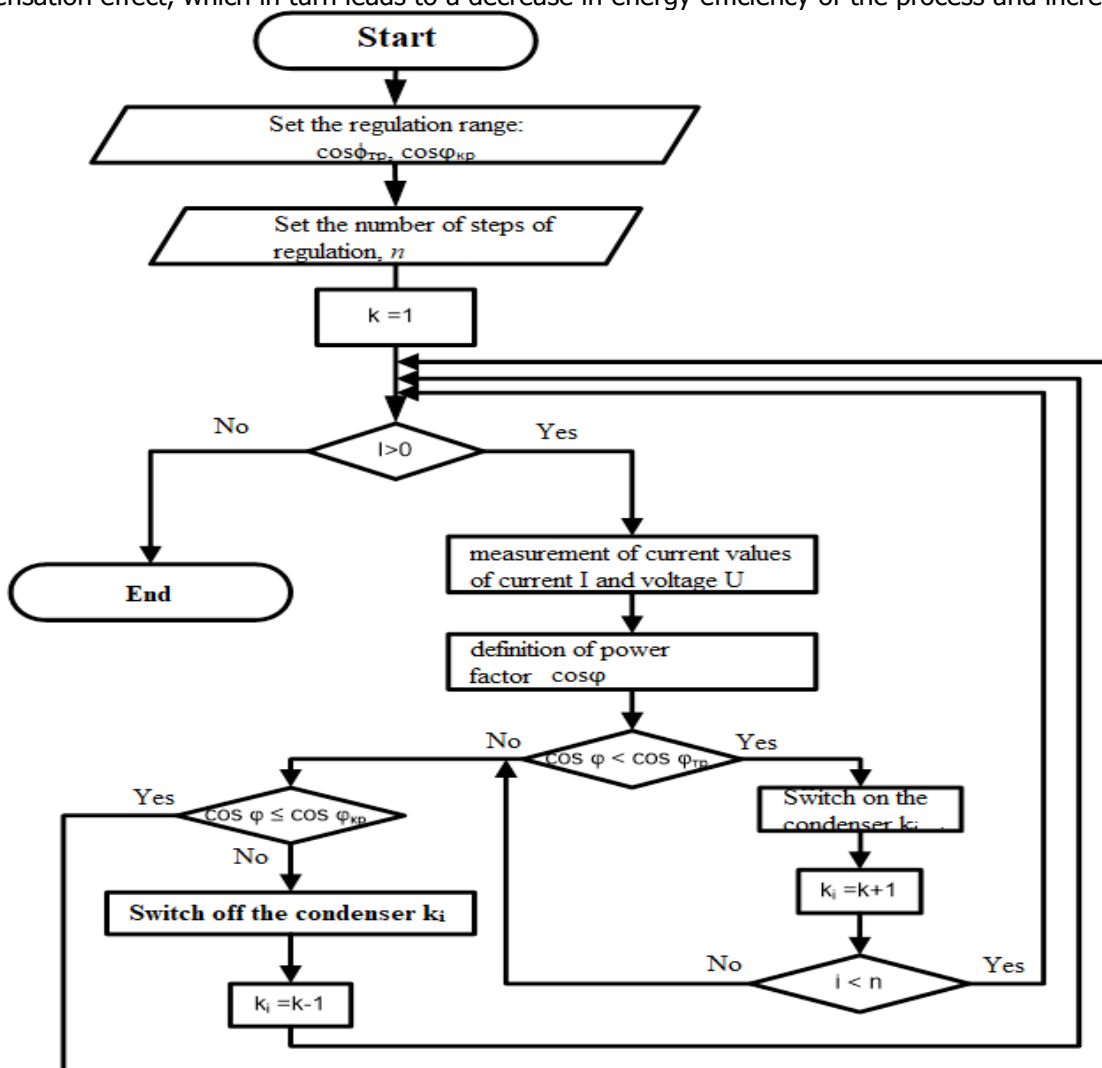 ensation effect, which in turn leads to a decrease in energy efficiency of the process and incre
Start
Set the regulation range:
cosϕтр, cosφкр
Set the number of steps of
regulation, n
k =1
No
Yes
I>0
measurement of current values
of current I and voltage U
End
definition of power
factor cosφ
No
Yes
cos φ < cos φтр
Yes
cos φ ≤ cos φкр
Switch on the
condenser ki
No
ki =k+1
Switch off the condenser ki
No
Yes
i < n
ki =k-1